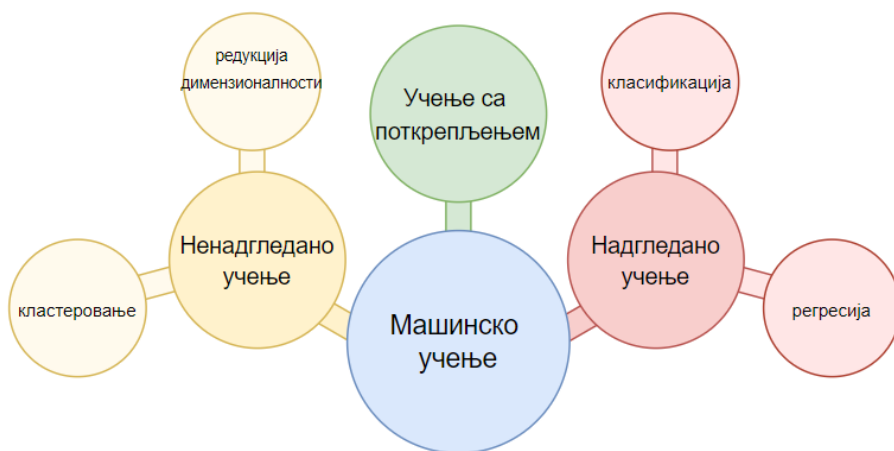 редукција
димензионалности
Учење са
поткрепљењем
класификација
Ненадгледано
учење
Надгледано
учење
кластеровање
регресија
Машинско
учење